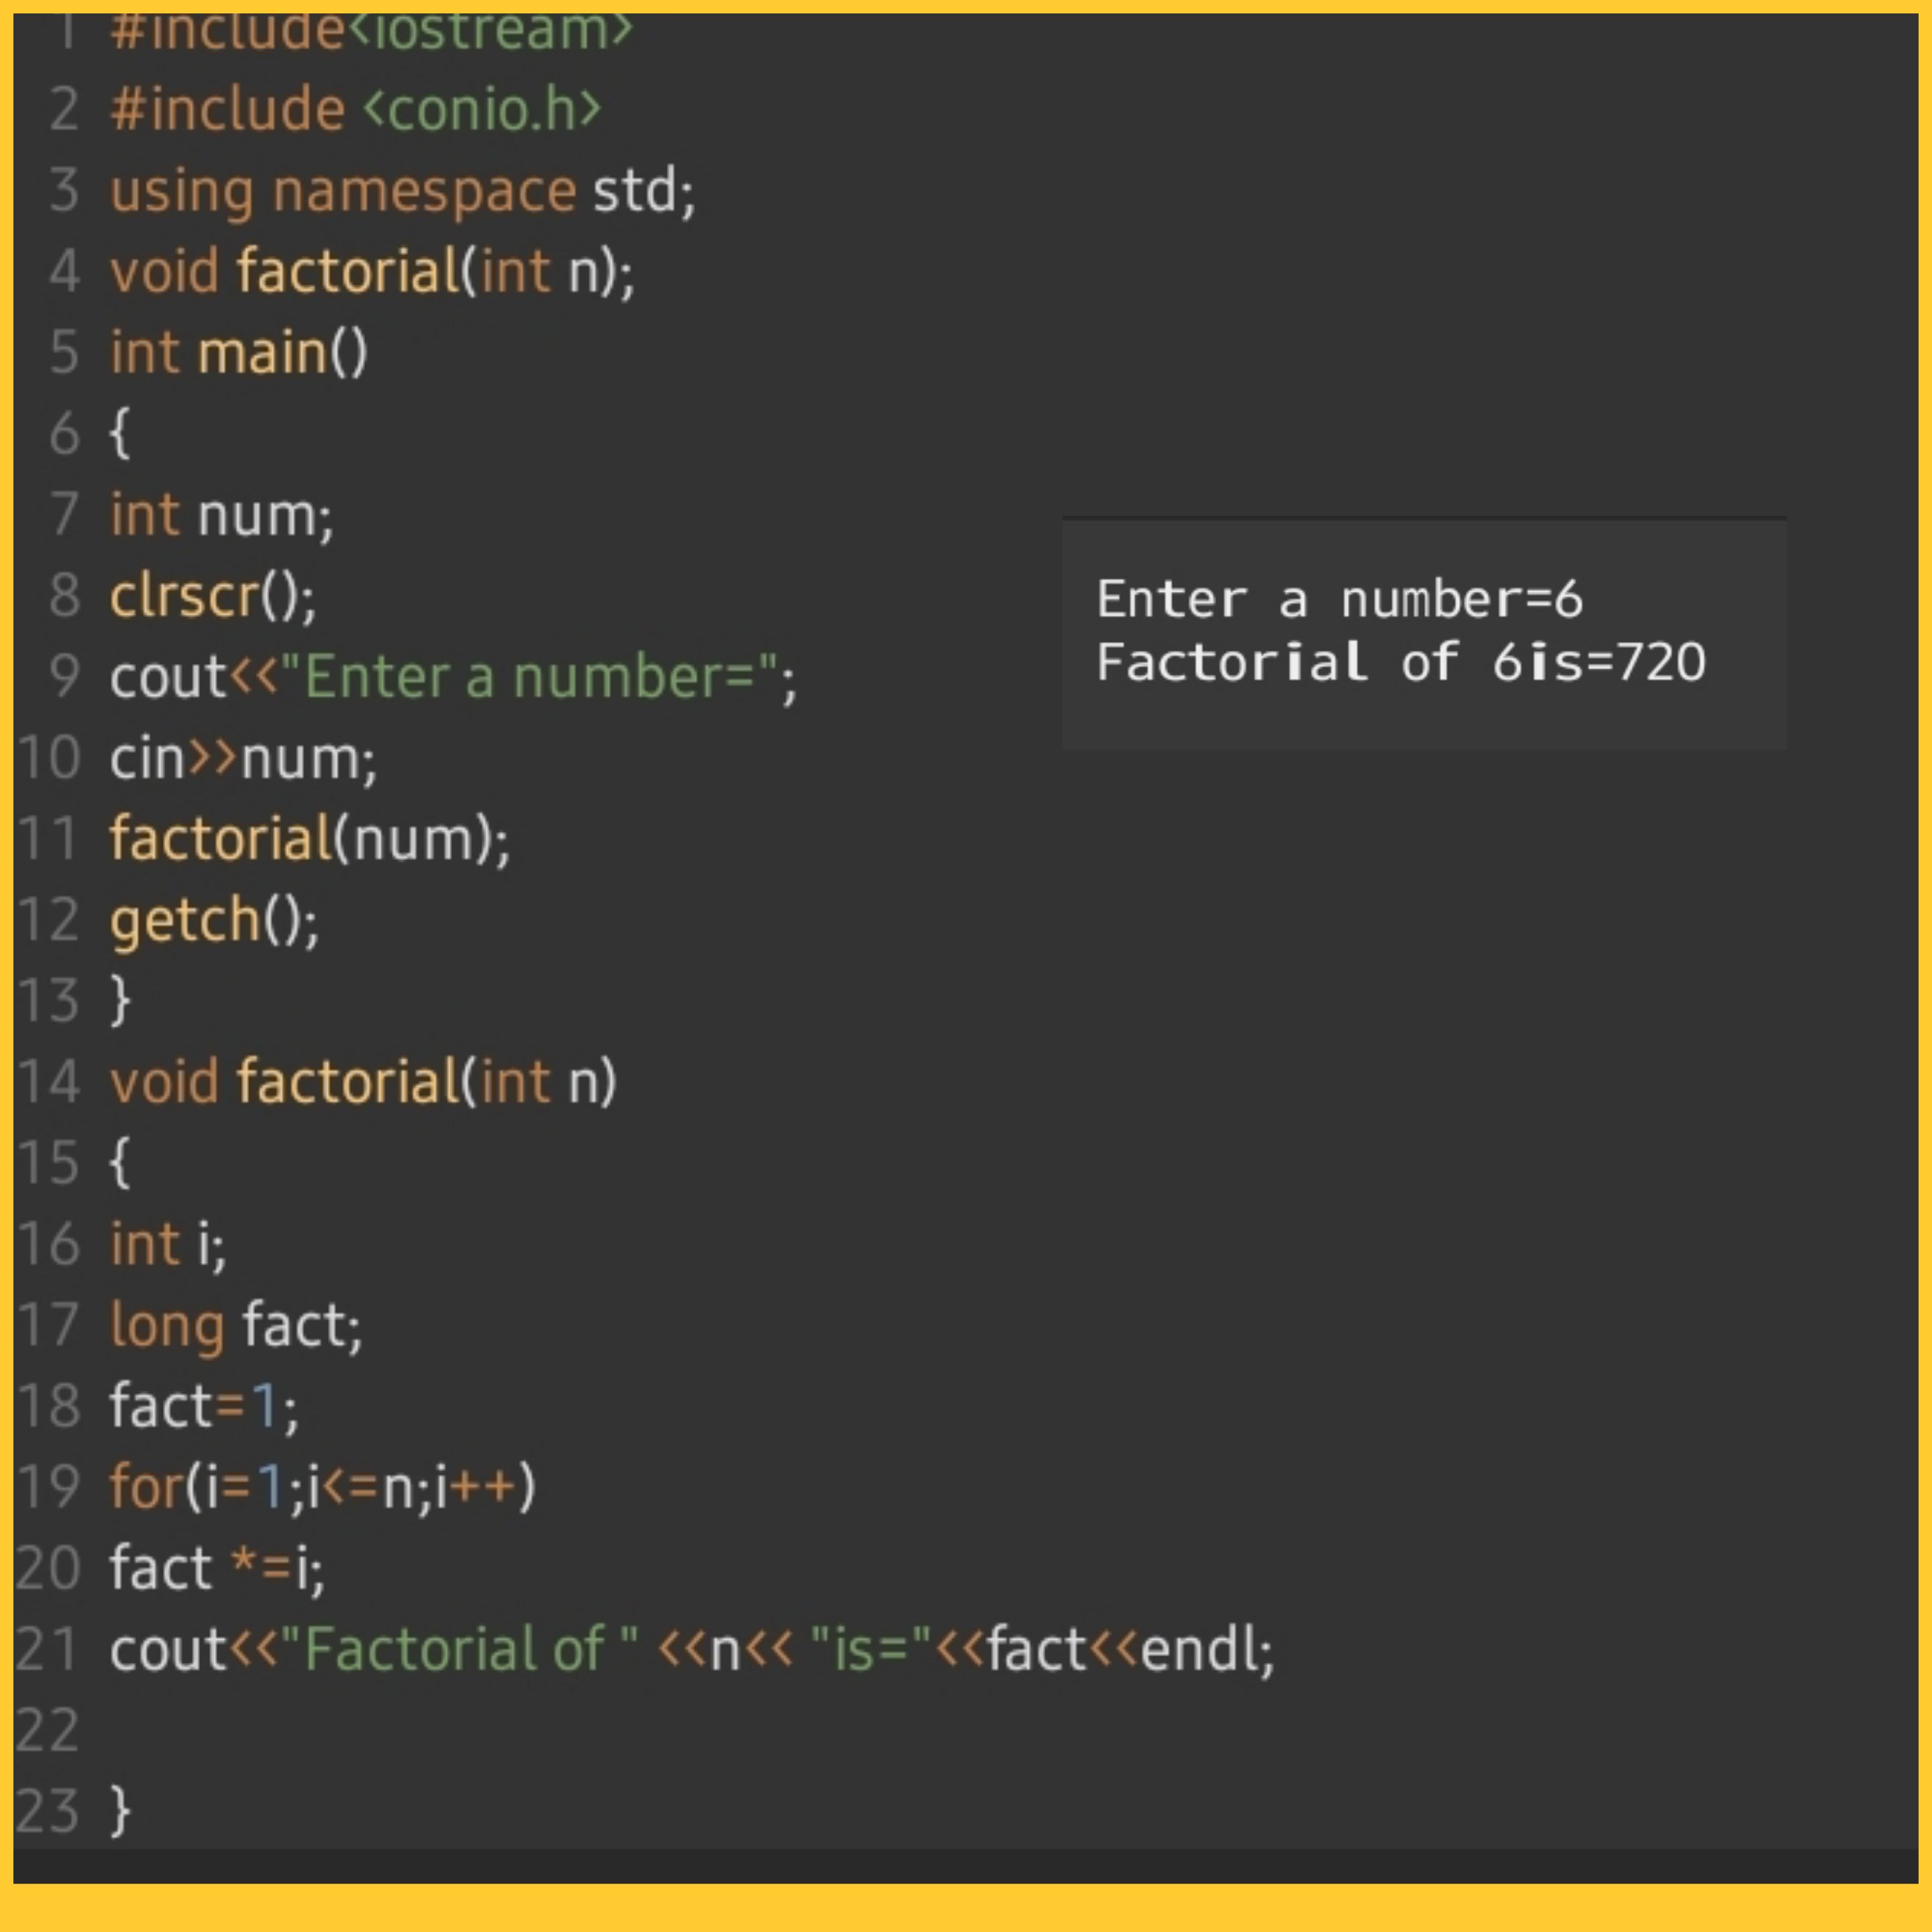 1 #include<iostream>
2 #include <conio.h>
3 using namespace std;
4 void factorial(int n);
5 int main()
6 {
7 int num;
8 clrscr();
9 cout<<"Enter a number=";
10 cin>>num;
11 factorial(num);
12 getch();
13 }
14 void factorial(int n)
15 {
16 int i;
17 long fact;
18 fact=1;
19 for(i=1;i<=n;i++)
20 fact *=i;
21 cout<<"Factorial of " <<n<< "is="<<fact<<endl;
22
23 }
Enter a number=6
Factorial of 6is=720